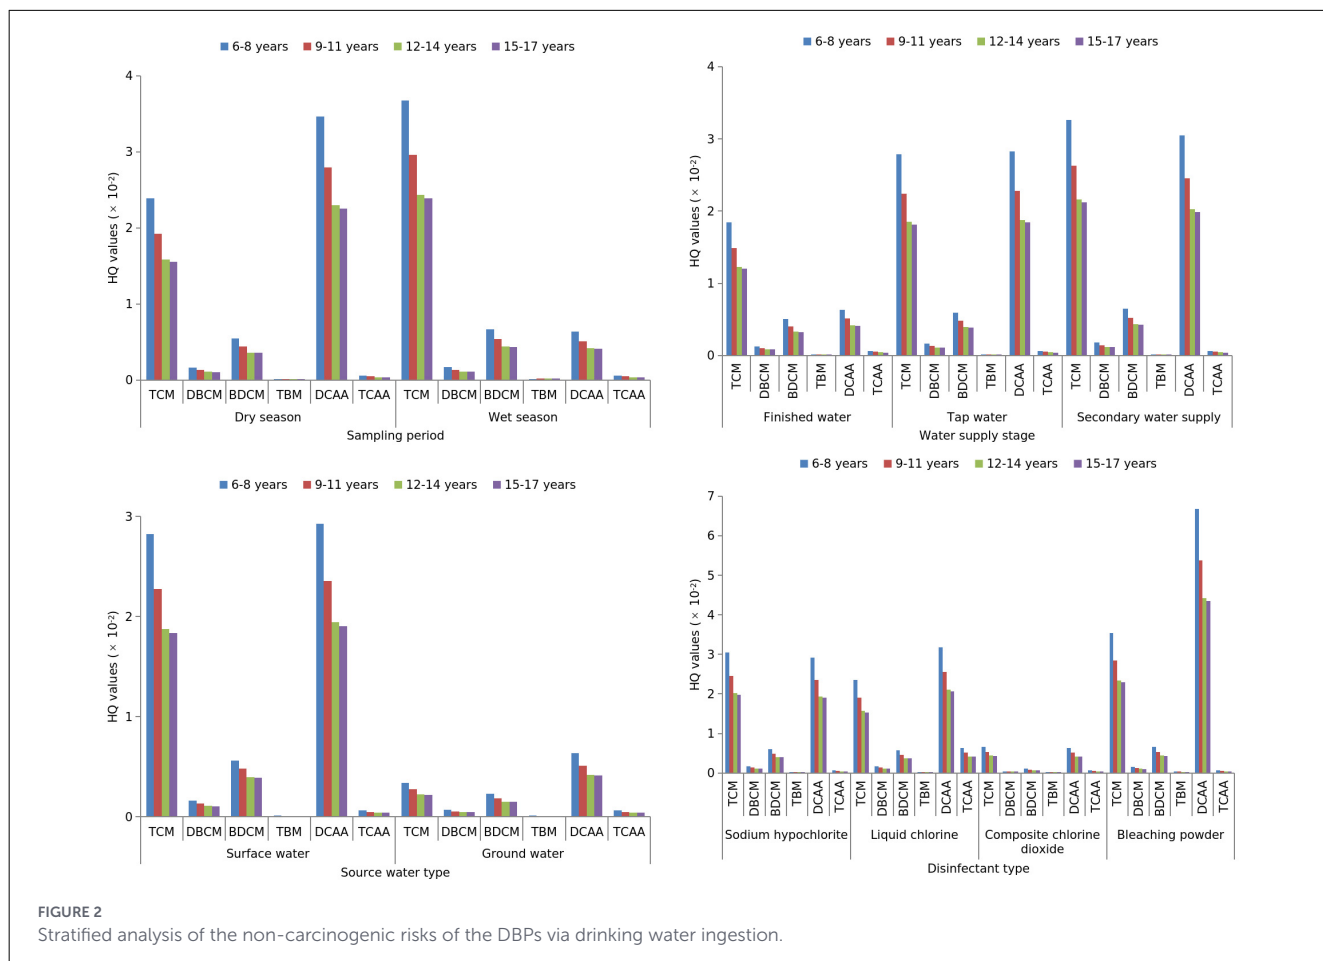 6-8 years 9-11 years 12-14 years 15-17 years
HQ values ( × 10-2)
4
3
2
1
0
TCM DBCM BDCM TBM DCAA TCAA TCM DBCM BDCM TBM DCAA TCAA
Dry season Wet season
Sampling period
6-8 years 9-11 years 12-14 years 15-17 years
HQ values ( × 10-2)
4
3
2
1
0
TCM DBCM BDCM TBM DCAA TCAA TCM DBCM BDCM TBM DCAA TCAA TCM DBCM BDCM TBM DCAA TCAA
Finished water Tap water Secondary water supply
Water supply stage
6-8 years 9-11 years 12-14 years 15-17 years
HQ values ( × 10-2)
3
2
1
0
TCM DBCM BDCM TBM DCAA TCAA TCM DBCM BDCM TBM DCAA TCAA
Surface water Ground water
Source water type
6-8 years 9-11 years 12-14 years 15-17 years
HQ values ( × 10-2)
7
6
5
4
3
2
1
0
TCM DBCM BDCM TBM DCAA TCAA TCM DBCM BDCM TBM DCAA TCAA TCM DBCM BDCM TBM DCAA TCAA TCM DBCM BDCM TBM DCAA TCAA
Sodium hypochlorite Liquid chlorine Composite chlorine Bleaching powder
dioxide
Disinfectant type
FIGURE 2
Stratified analysis of the non-carcinogenic risks of the DBPs via drinking water ingestion.